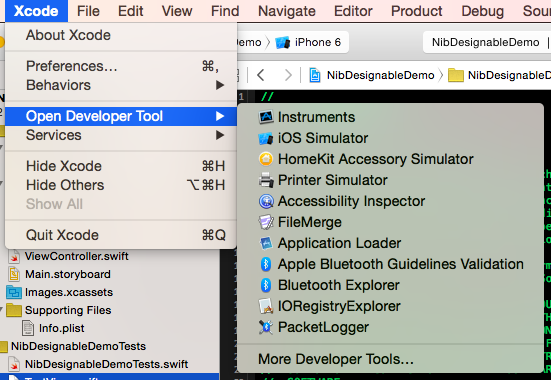 Xcode File Edit View Find Navigate Editor Product Debug Sour
About Xcode
Preferences… ⌘,
Behaviors
Open Developer Tool
Services
Hide Xcode ⌘H
Hide Others ⌥⌘H
Show All
Quit Xcode ⌘Q
Demo iPhone 6 NibDesignableDemo
NibDesignableDemo NibDesignableDemo
//
Instruments
iOS Simulator
HomeKit Accessory Simulator
Printer Simulator
Accessibility Inspector
FileMerge
Application Loader
Apple Bluetooth Guidelines Validation
Bluetooth Explorer
IORegistryExplorer
PacketLogger
More Developer Tools…
ViewController.swift
Main.storyboard
Images.xcassets
Supporting Files
Info.plist
NibDesignableDemoTests
NibDesignableDemoTests.swift